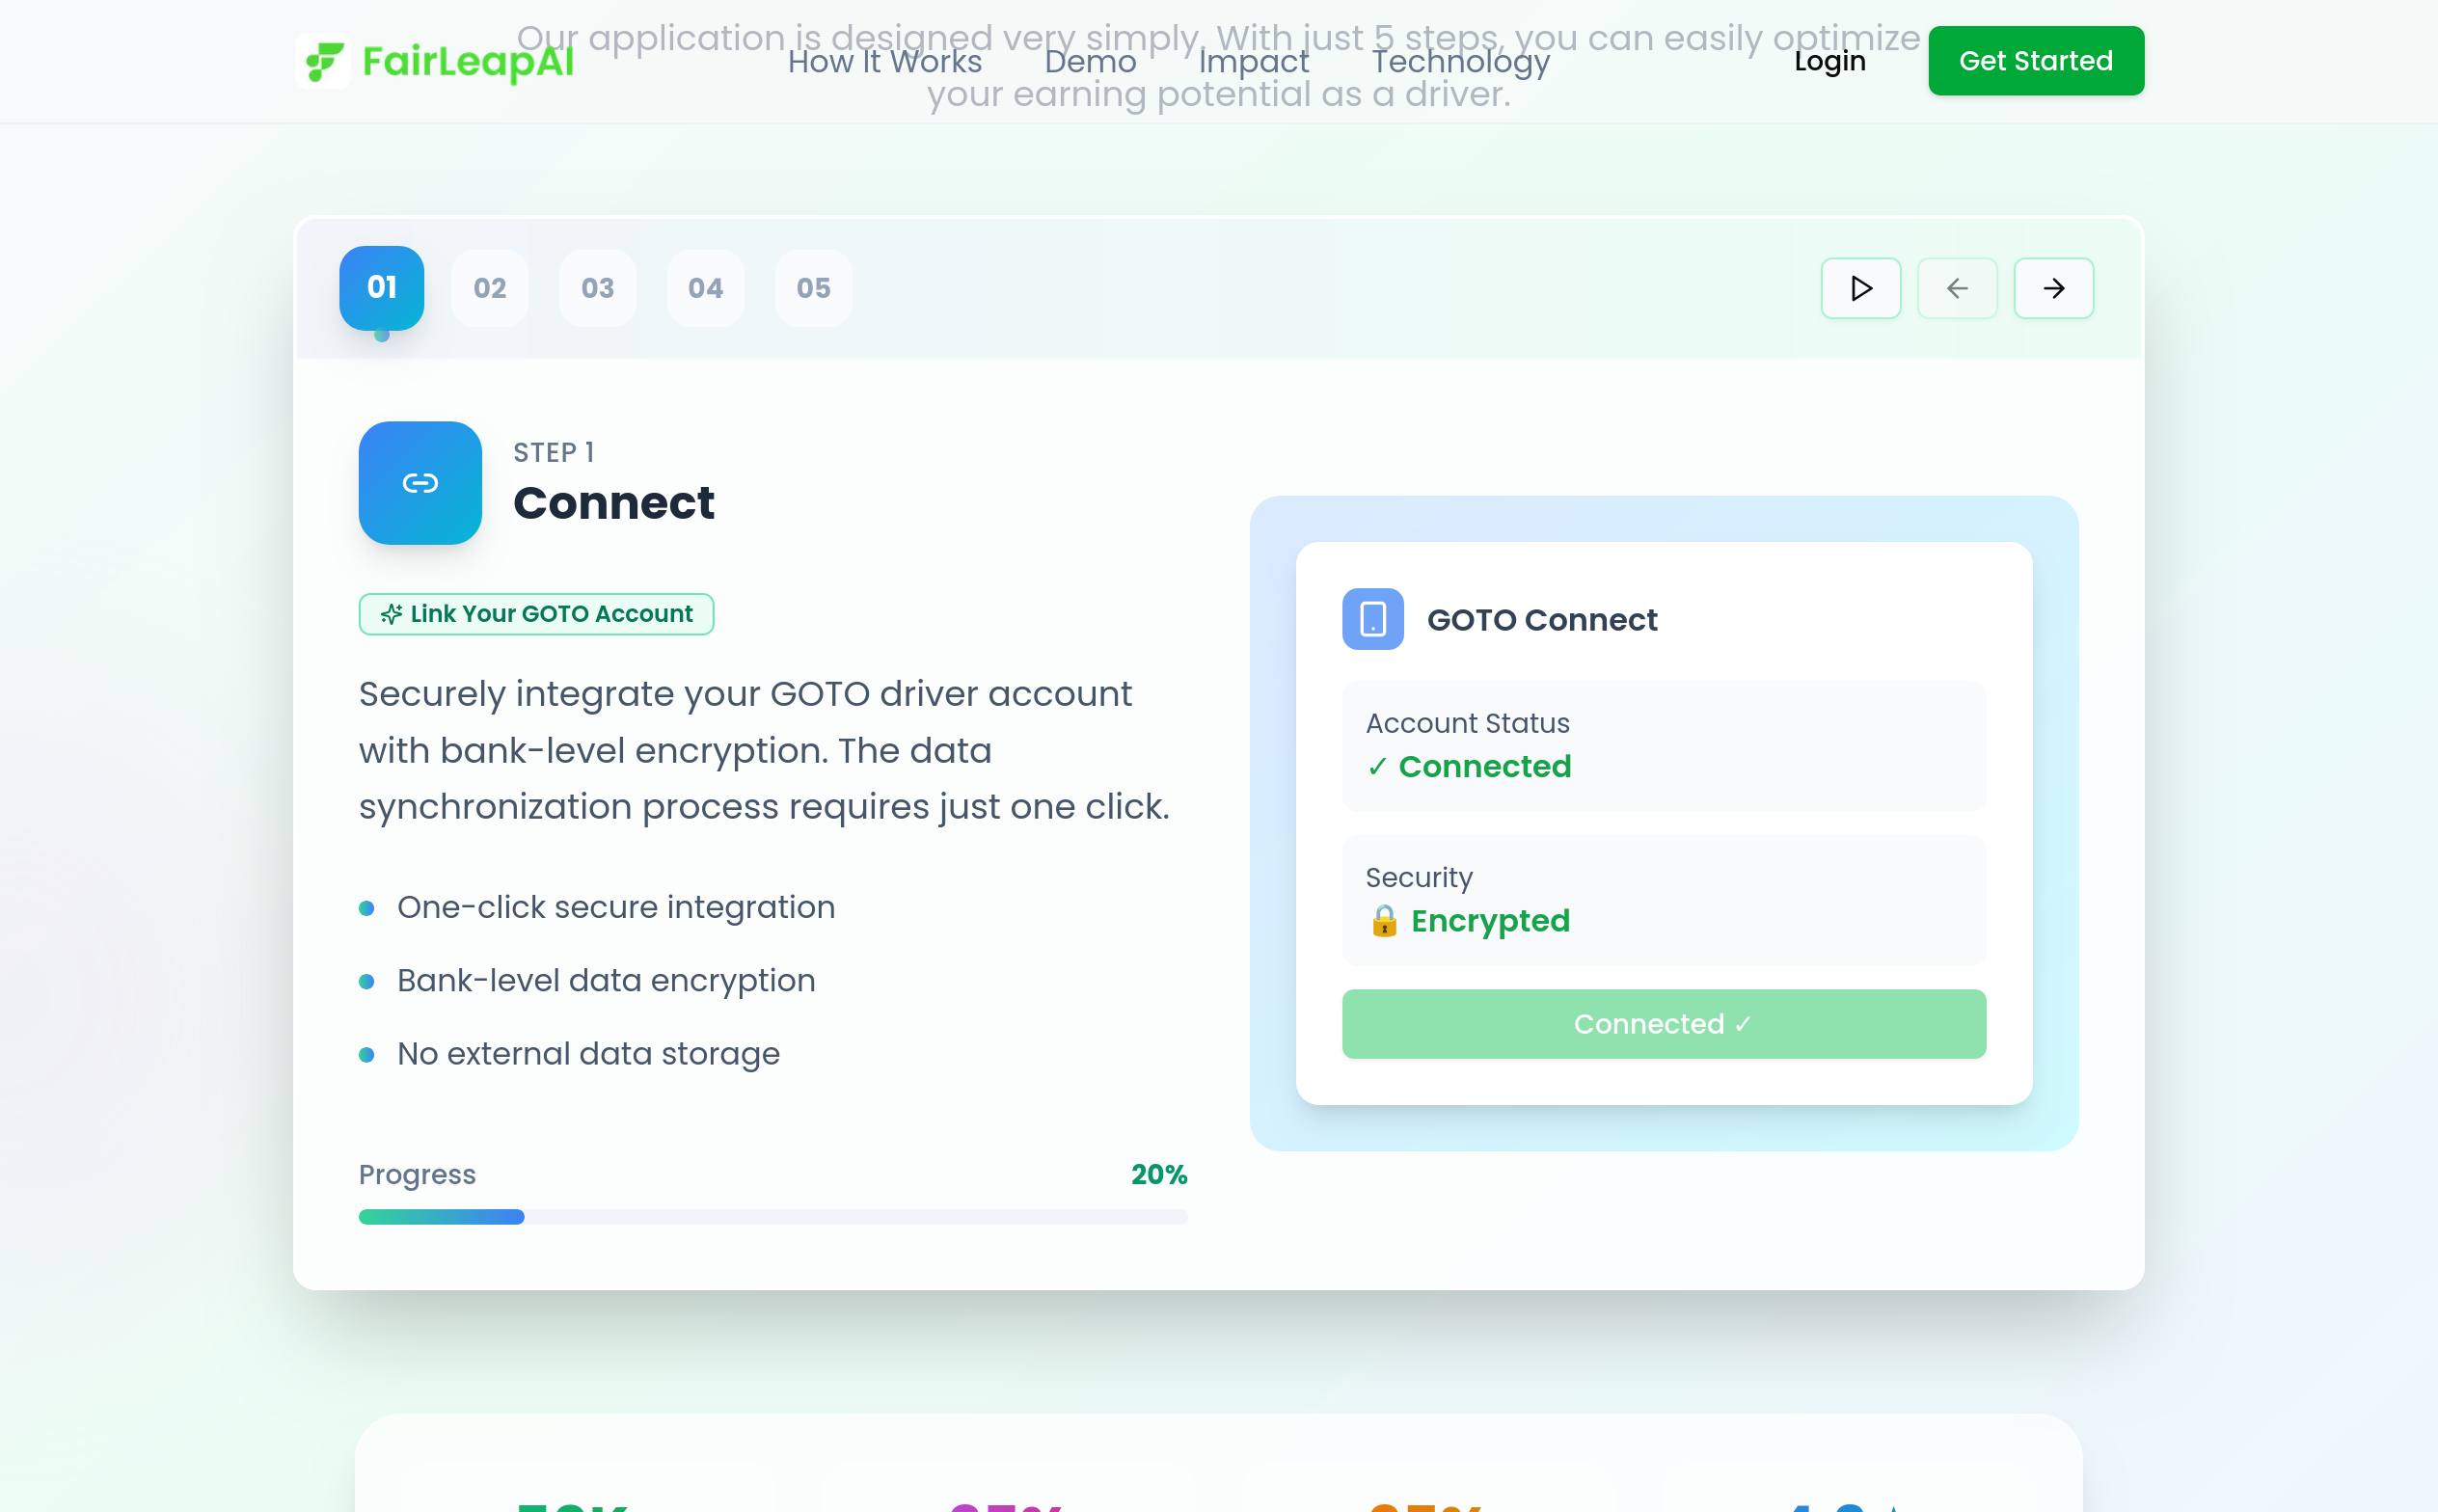 Our application is designed very simply. With just 5 steps, you can easily optimize
your earning potential as a driver.
FairLeapAI
How It Works
Demo
Impact
Technology
Login
Get Started
01
02
03
04
05
STEP 1
Connect
Link Your GOTO Account
Securely integrate your GOTO driver account
with bank-level encryption. The data
synchronization process requires just one click.
One-click secure integration
Bank-level data encryption
No external data storage
Progress
20%
GOTO Connect
Account Status
✓ Connected
Security
🔒 Encrypted
Connected ✓